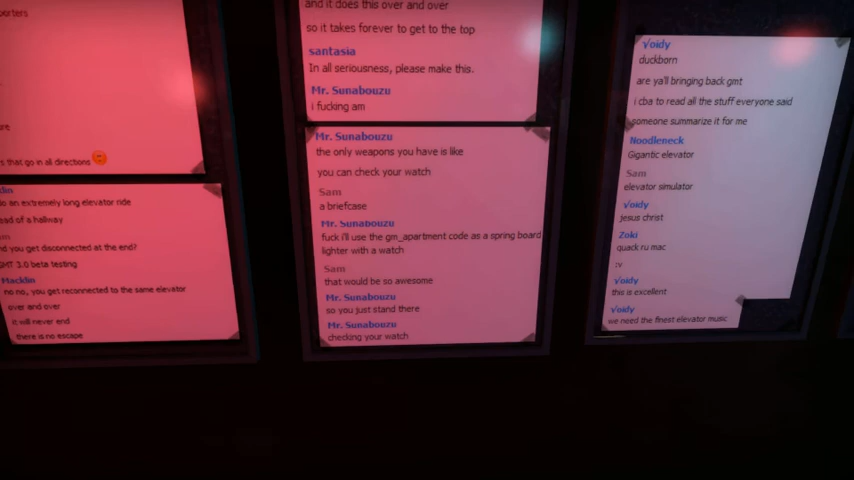 porters
re
s that go in all directions
lin
do an extremely long elevator ride
ead of a hallway
m
nd you get disconnected at the end?
GMT 3.0 beta testing
Macklin
no no, you get reconnected to the same elevator
over and over
it will never end
there is no escape
and it does this over and over
so it takes forever to get to the top
santasia
In all seriousness, please make this.
Mr. Sunabouzu
i fucking am
Mr. Sunabouzu
the only weapons you have is like
you can check your watch
Sam
a briefcase
Mr. Sunabouzu
fuck i'll use the gm_apartment code as a spring board
lighter with a watch
Sam
that would be so awesome
Mr. Sunabouzu
so you just stand there
Mr. Sunabouzu
checking your watch
Voidy
duckborn
are ya'll bringing back gmt
i cba to read all the stuff everyone said
someone summarize it for me
Noodleneck
Gigantic elevator
Sam
elevator simulator
Voidy
jesus christ
Zoki
quack ru mac
:v
Voidy
this is excellent
Voidy
we need the finest elevator music